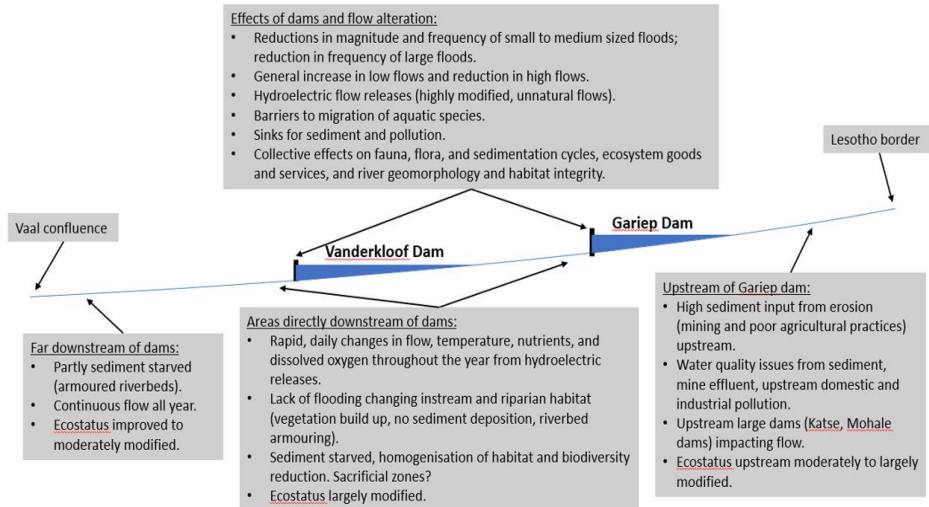 Effects of dams and flow alteration:
• Reductions in magnitude and frequency of small to medium sized floods;
reduction in frequency of large floods.
• General increase in low flows and reduction in high flows.
• Hydroelectric flow releases (highly modified, unnatural flows).
• Barriers to migration of aquatic species.
• Sinks for sediment and pollution.
• Collective effects on fauna, flora, and sedimentation cycles, ecosystem goods
and services, and river geomorphology and habitat integrity.
Lesotho border
Vaal confluence
Vanderkloof Dam
Gariep Dam
Far downstream of dams:
• Partly sediment starved
(armoured riverbeds).
• Continuous flow all year.
• Ecostatus improved to
moderately modified.
Areas directly downstream of dams:
• Rapid, daily changes in flow, temperature, nutrients, and
dissolved oxygen throughout the year from hydroelectric
releases.
• Lack of flooding changing instream and riparian habitat
(vegetation build up, no sediment deposition, riverbed
armouring).
• Sediment starved, homogenisation of habitat and biodiversity
reduction. Sacrificial zones?
• Ecostatus largely modified.
Upstream of Gariep dam:
• High sediment input from erosion
(mining and poor agricultural practices)
upstream.
• Water quality issues from sediment,
mine effluent, upstream domestic and
industrial pollution.
• Upstream large dams (Katse, Mohale
dams) impacting flow.
• Ecostatus upstream moderately to largely
modified.